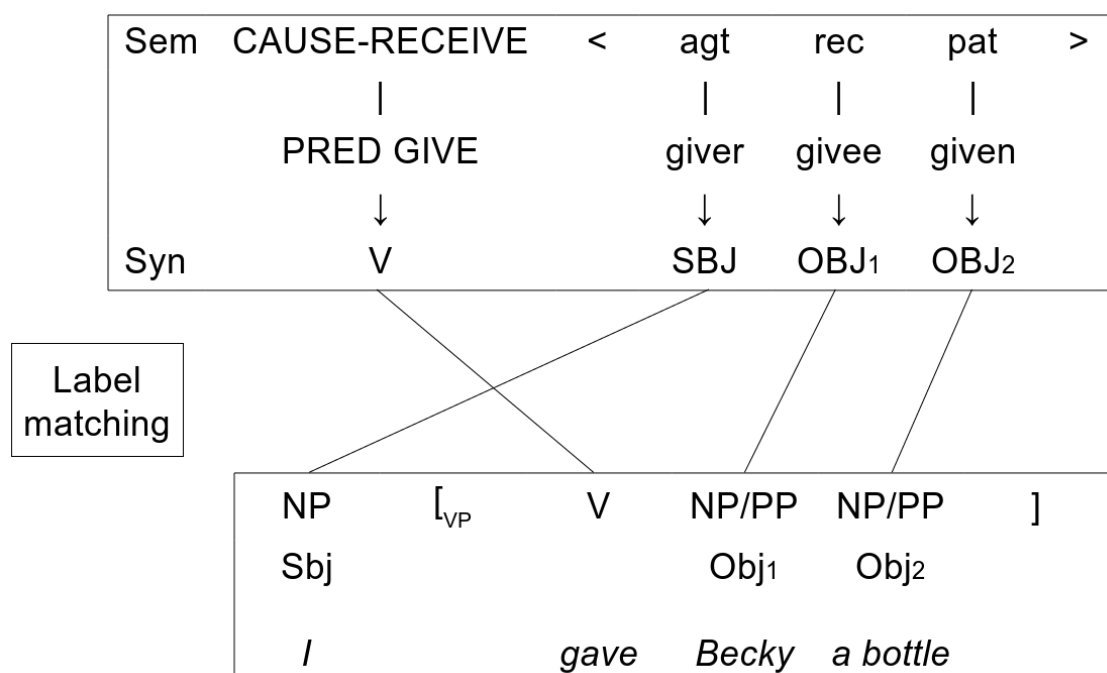 Sem CAUSE-RECEIVE < agt rec pat >
| | | |
PRED GIVE giver givee given
↓ ↓ ↓ ↓
Syn V SBJ OBJ1 OBJ2
Label
matching
NP [VP V NP/PP NP/PP ]
Sbj Obj1 Obj2
I gave Becky a bottle